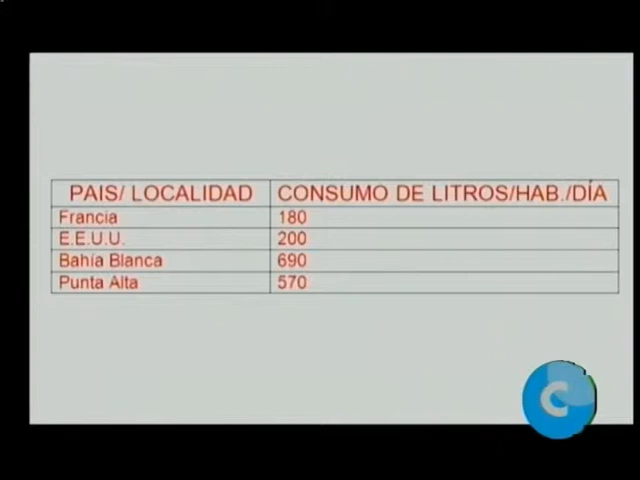 PAIS/ LOCALIDAD CONSUMO DE LITROS/HAB./DÍA
Francia 180
E.E.U.U. 200
Bahía Blanca 690
Punta Alta 570
C